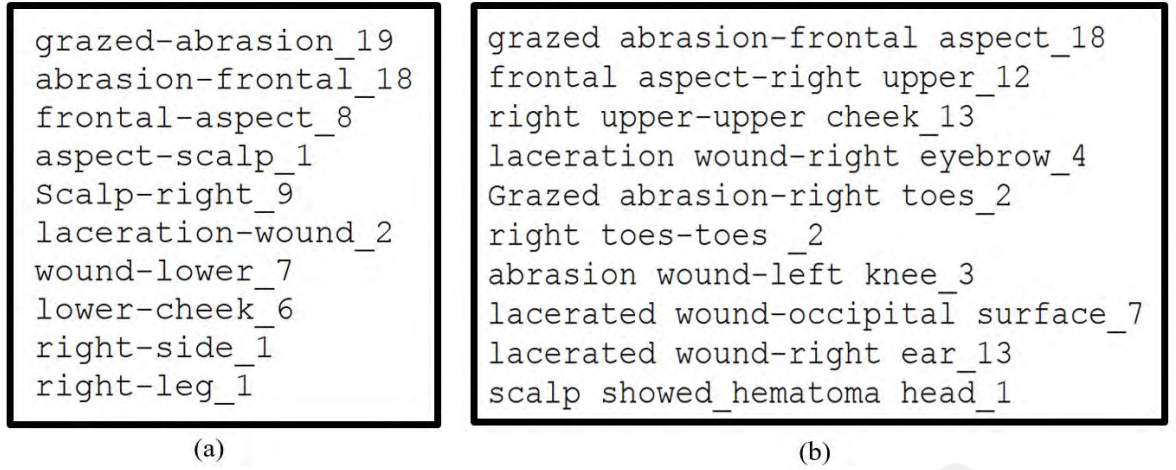 grazed-abrasion_19
abrasion-frontal_18
frontal-aspect_8
aspect-scalp_1
Scalp-right_9
laceration-wound_2
wound-lower_7
lower-cheek_6
right-side_1
right-leg_1
(a)
grazed abrasion-frontal aspect_18
frontal aspect-right upper_12
right upper-upper cheek_13
laceration wound-right eyebrow_4
Grazed abrasion-right toes_2
right toes-toes _2
abrasion wound-left knee_3
lacerated wound-occipital surface_7
lacerated wound-right ear_13
scalp showed_hematoma head_1
(b)